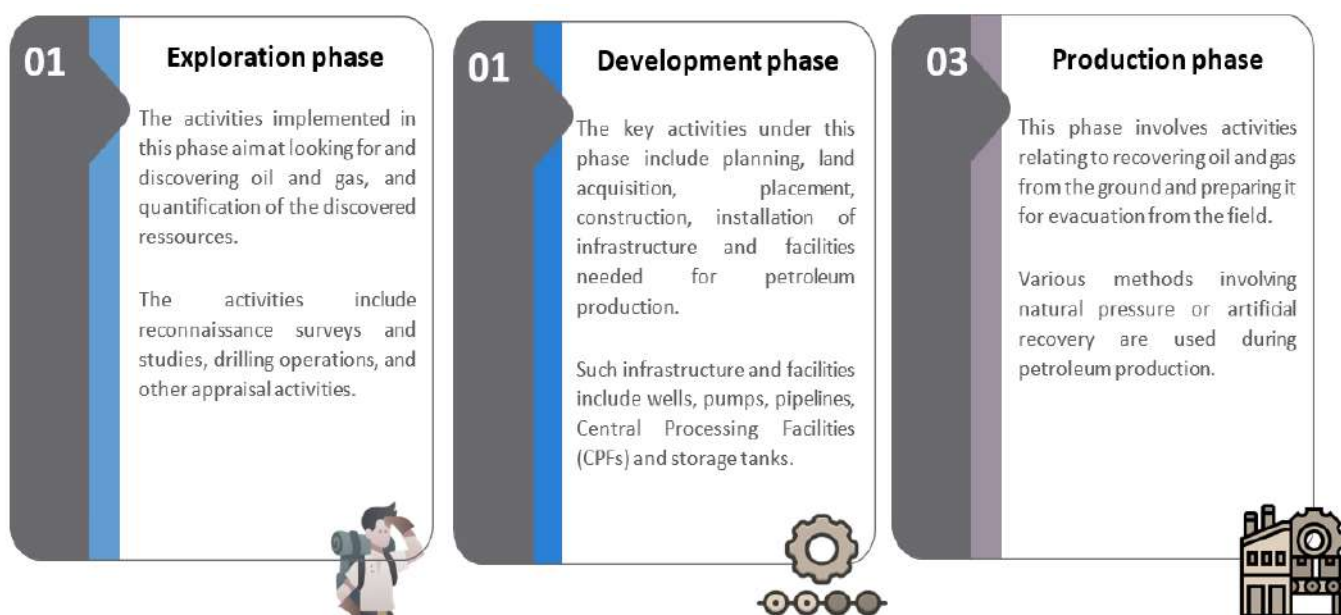 01
Exploration phase
The activities implemented in
this phase aim at looking for and
discovering oil and gas, and
quantification of the discovered
ressources.
The activities include
reconnaissance surveys and
studies, drilling operations, and
other appraisal activities.
01
Development phase
The key activities under this
phase include planning, land
acquisition, placement,
construction, installation of
infrastructure and facilities
needed for petroleum
production.
Such infrastructure and facilities
include wells, pumps, pipelines,
Central Processing Facilities
(CPFs) and storage tanks.
03
Production phase
This phase involves activities
relating to recovering oil and gas
from the ground and preparing it
for evacuation from the field.
Various methods involving
natural pressure or artificial
recovery are used during
petroleum production.